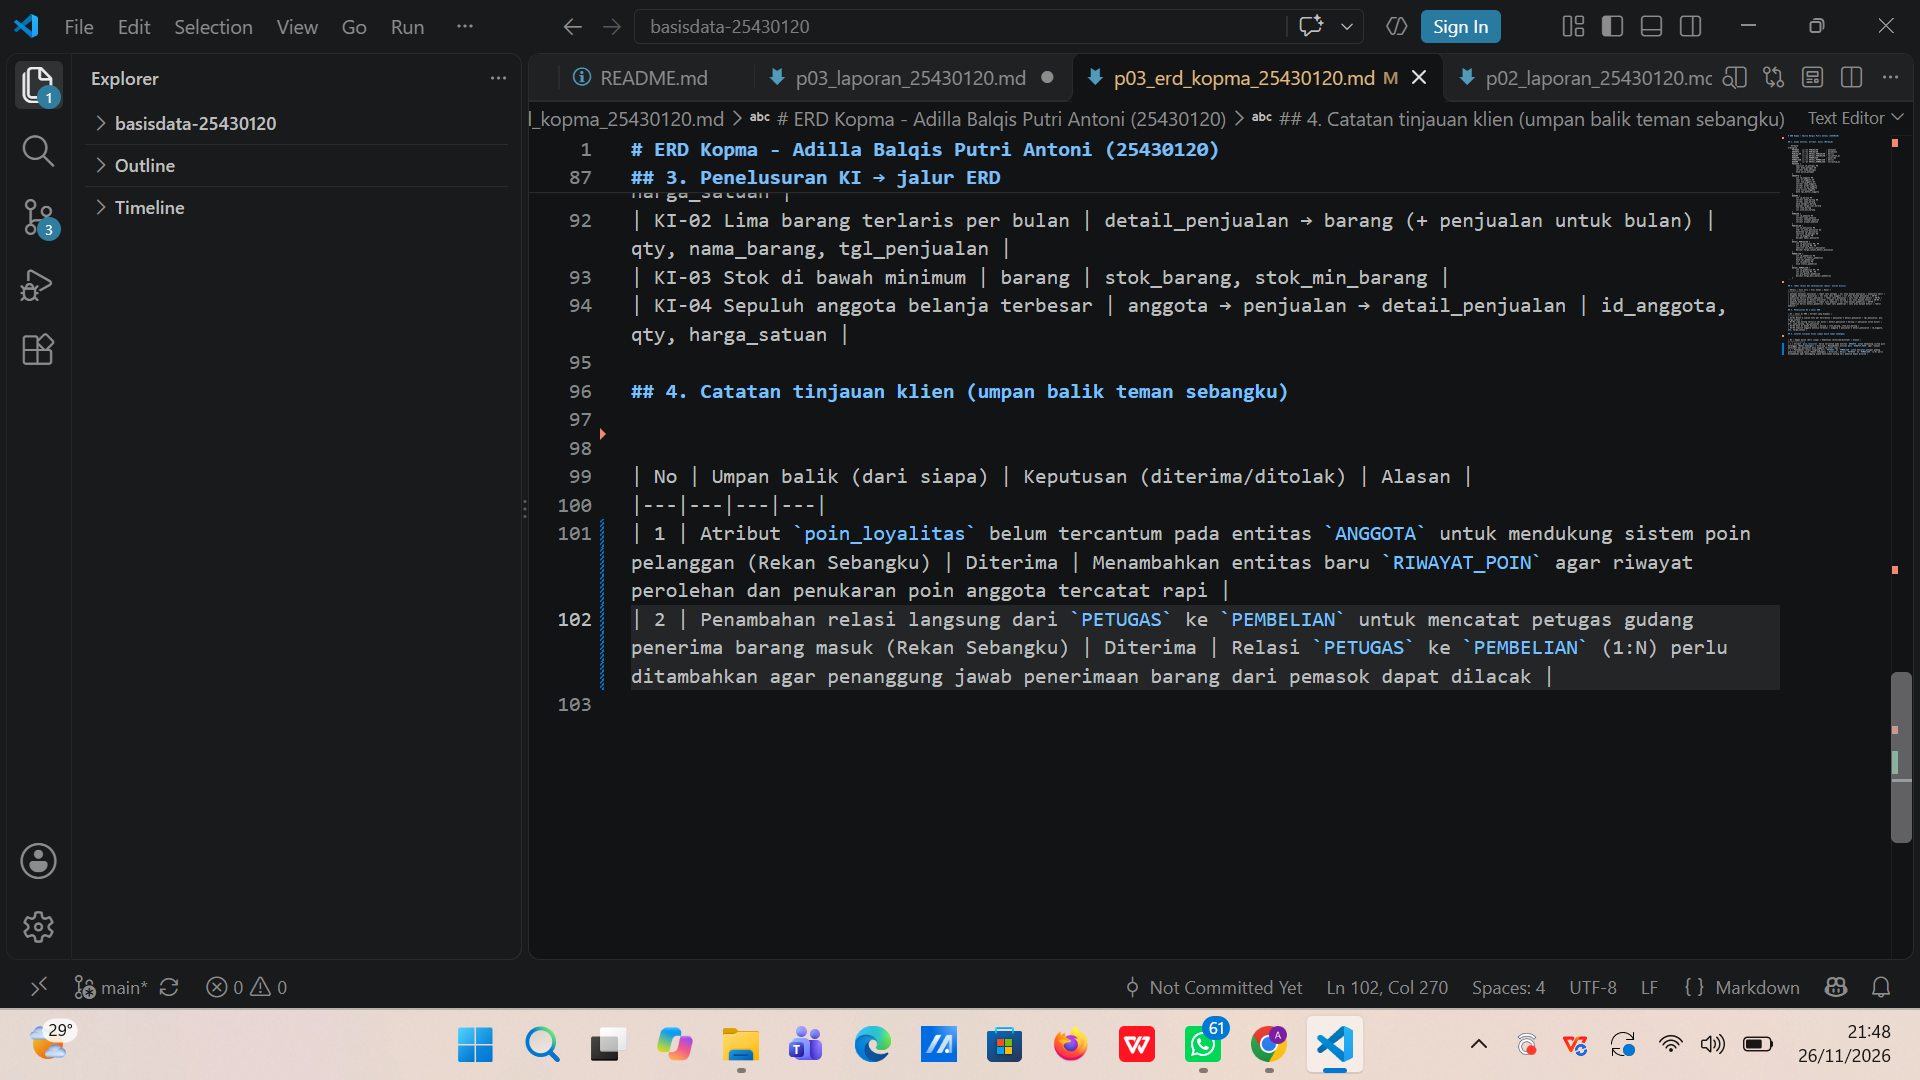 File Edit Selection View Go Run ···
basisdata-25430120
Sign In
Explorer
basisdata-25430120
Outline
Timeline
1
3
README.md
p03_laporan_25430120.md
p03_erd_kopma_25430120.md M
p02_laporan_25430120.mc
l_kopma_25430120.md > abc # ERD Kopma - Adilla Balqis Putri Antoni (25430120) > abc ## 4. Catatan tinjauan klien (umpan balik teman sebangku)
Text Editor
1 # ERD Kopma - Adilla Balqis Putri Antoni (25430120)
87 ## 3. Penelusuran KI → jalur ERD
harga_satuan |
92 | KI-02 Lima barang terlaris per bulan | detail_penjualan → barang (+ penjualan untuk bulan) |
qty, nama_barang, tgl_penjualan |
93 | KI-03 Stok di bawah minimum | barang | stok_barang, stok_min_barang |
94 | KI-04 Sepuluh anggota belanja terbesar | anggota → penjualan → detail_penjualan | id_anggota,
qty, harga_satuan |
95
96 ## 4. Catatan tinjauan klien (umpan balik teman sebangku)
97
98
99 | No | Umpan balik (dari siapa) | Keputusan (diterima/ditolak) | Alasan |
100 |---|---|---|---|
101 | 1 | Atribut `poin_loyalitas` belum tercantum pada entitas `ANGGOTA` untuk mendukung sistem poin
pelanggan (Rekan Sebangku) | Diterima | Menambahkan entitas baru `RIWAYAT_POIN` agar riwayat
perolehan dan penukaran poin anggota tercatat rapi |
102 | 2 | Penambahan relasi langsung dari `PETUGAS` ke `PEMBELIAN` untuk mencatat petugas gudang
penerima barang masuk (Rekan Sebangku) | Diterima | Relasi `PETUGAS` ke `PEMBELIAN` (1:N) perlu
ditambahkan agar penanggung jawab penerimaan barang dari pemasok dapat dilacak |
103
main* 0 0
Not Committed Yet Ln 102, Col 270 Spaces: 4 UTF-8 LF { } Markdown
29°
61
21:48
26/11/2026